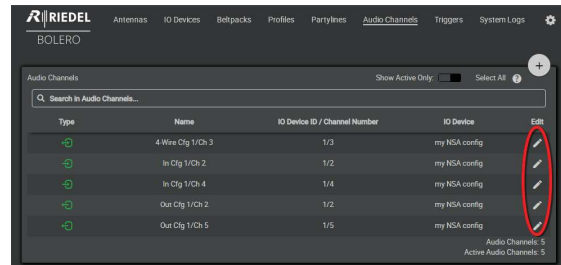 RIEDEL
BOLERO
Antennas IO Devices Beltpacks Profiles Partylines Audio Channels Triggers System Logs
+
Audio Channels Show Active Only: Select All ?
Search in Audio Channels...
Type Name IO Device ID / Channel Number IO Device Edit
4-Wire Cfg 1/Ch 3 1/3 my NSA config
In Cfg 1/Ch 2 1/2 my NSA config
In Cfg 1/Ch 4 1/4 my NSA config
Out Cfg 1/Ch 2 1/2 my NSA config
Out Cfg 1/Ch 5 1/5 my NSA config
Audio Channels: 5
Active Audio Channels: 5